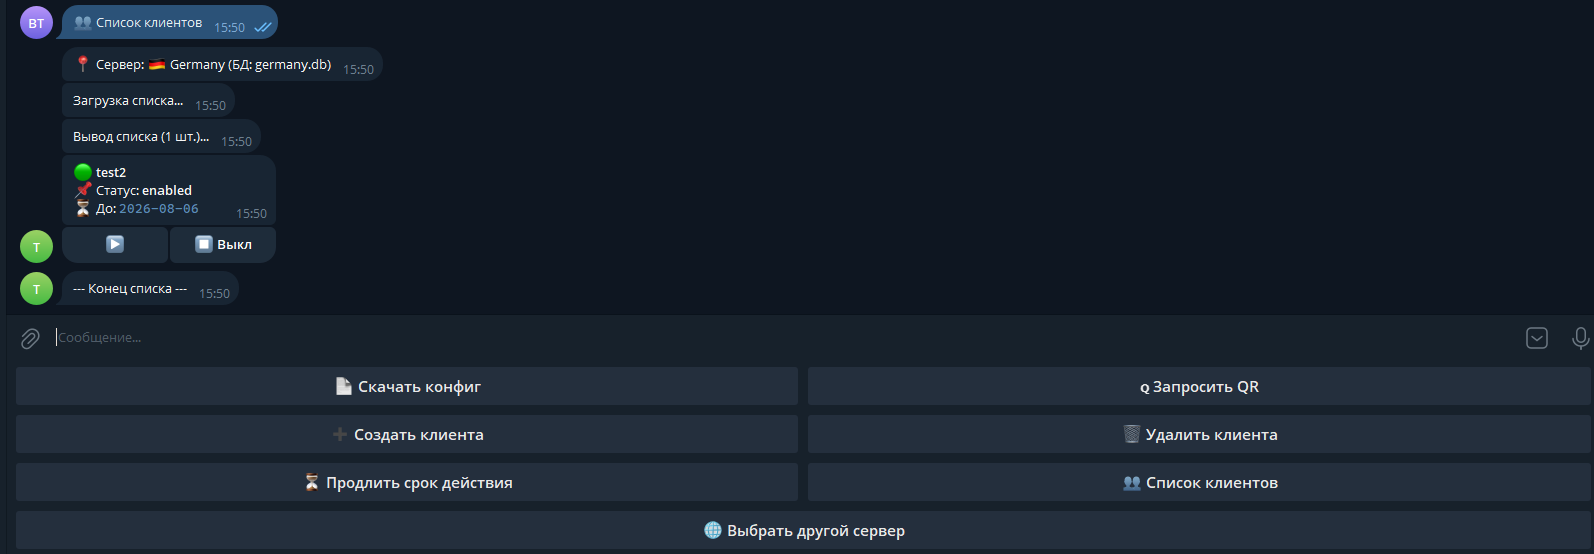 ВТ
👥 Список клиентов 15:50
📍 Сервер: 🇩🇪 Germany (БД: germany.db) 15:50
Загрузка списка... 15:50
Вывод списка (1 шт.)... 15:50
🟢 test2
📌 Статус: enabled
⏳ До: 2026-08-06 15:50
Т
▶️ ⏹️ Выкл
Т
--- Конец списка --- 15:50
Сообщение...
📄 Скачать конфиг
Q Запросить QR
➕ Создать клиента
🗑️ Удалить клиента
⏳ Продлить срок действия
👥 Список клиентов
🌐 Выбрать другой сервер